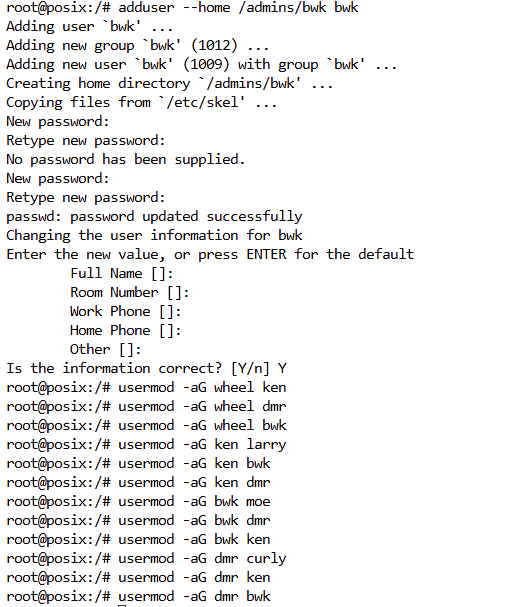 root@posix:/# adduser --home /admins/bwk bwk
Adding user `bwk' ...
Adding new group `bwk' (1012) ...
Adding new user `bwk' (1009) with group `bwk' ...
Creating home directory `/admins/bwk' ...
Copying files from `/etc/skel' ...
New password:
Retype new password:
No password has been supplied.
New password:
Retype new password:
passwd: password updated successfully
Changing the user information for bwk
Enter the new value, or press ENTER for the default
        Full Name []:
        Room Number []:
        Work Phone []:
        Home Phone []:
        Other []:
Is the information correct? [Y/n] Y
root@posix:/# usermod -aG wheel ken
root@posix:/# usermod -aG wheel dmr
root@posix:/# usermod -aG wheel bwk
root@posix:/# usermod -aG ken larry
root@posix:/# usermod -aG ken bwk
root@posix:/# usermod -aG ken dmr
root@posix:/# usermod -aG bwk moe
root@posix:/# usermod -aG bwk dmr
root@posix:/# usermod -aG bwk ken
root@posix:/# usermod -aG dmr curly
root@posix:/# usermod -aG dmr ken
root@posix:/# usermod -aG dmr bwk